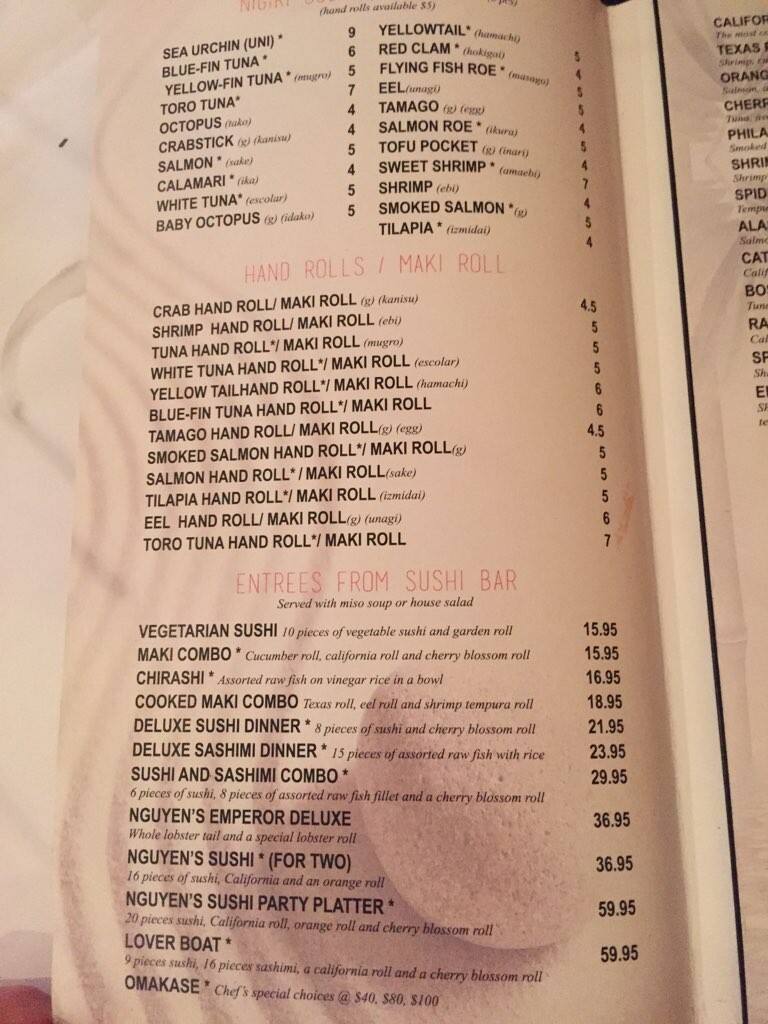 (hand rolls available $5)
SEA URCHIN (UNI) * 9
BLUE-FIN TUNA * 6
YELLOW-FIN TUNA * (mugro) 5
TORO TUNA* 7
OCTOPUS (tako) 4
CRABSTICK (g) (kanisu) 4
SALMON * (sake) 5
CALAMARI * (ika) 4
WHITE TUNA* (escolar) 5
BABY OCTOPUS (g) (idako) 5
YELLOWTAIL* (hamachi) 5
RED CLAM * (hokigai) 4
FLYING FISH ROE * (masago) 5
EEL(unagi) 5
TAMAGO (g) (egg) 4
SALMON ROE * (ikura) 5
TOFU POCKET (g) (inari) 4
SWEET SHRIMP * (amaebi) 7
SHRIMP (ebi) 4
SMOKED SALMON *(g) 5
TILAPIA * (izmidai) 4
HAND ROLLS / MAKI ROLL
CRAB HAND ROLL/ MAKI ROLL (g) (kanisu) 4.5
SHRIMP HAND ROLL/ MAKI ROLL (ebi) 5
TUNA HAND ROLL*/ MAKI ROLL (mugro) 5
WHITE TUNA HAND ROLL*/ MAKI ROLL (escolar) 5
YELLOW TAILHAND ROLL*/ MAKI ROLL (hamachi) 6
BLUE-FIN TUNA HAND ROLL*/ MAKI ROLL 6
TAMAGO HAND ROLL/ MAKI ROLL(g) (egg) 4.5
SMOKED SALMON HAND ROLL*/ MAKI ROLL(g) 5
SALMON HAND ROLL* / MAKI ROLL(sake) 5
TILAPIA HAND ROLL*/ MAKI ROLL (izmidai) 5
EEL HAND ROLL/ MAKI ROLL(g) (unagi) 6
TORO TUNA HAND ROLL*/ MAKI ROLL 7
ENTREES FROM SUSHI BAR
Served with miso soup or house salad
VEGETARIAN SUSHI 10 pieces of vegetable sushi and garden roll 15.95
MAKI COMBO * Cucumber roll, california roll and cherry blossom roll 15.95
CHIRASHI * Assorted raw fish on vinegar rice in a bowl 16.95
COOKED MAKI COMBO Texas roll, eel roll and shrimp tempura roll 18.95
DELUXE SUSHI DINNER * 8 pieces of sushi and cherry blossom roll 21.95
DELUXE SASHIMI DINNER * 15 pieces of assorted raw fish with rice 23.95
SUSHI AND SASHIMI COMBO * 29.95
6 pieces of sushi, 8 pieces of assorted raw fish fillet and a cherry blossom roll
NGUYEN'S EMPEROR DELUXE 36.95
Whole lobster tail and a special lobster roll
NGUYEN'S SUSHI * (FOR TWO) 36.95
16 pieces of sushi, California and an orange roll
NGUYEN'S SUSHI PARTY PLATTER * 59.95
20 pieces sushi, California roll, orange roll and cherry blossom roll
LOVER BOAT * 59.95
9 pieces sushi, 16 pieces sashimi, a california roll and a cherry blossom roll
OMAKASE * Chef's special choices @ $40, $80, $100
CALIFOR
The most
TEXAS
Shrimp,
ORANG
Salmon,
CHERR
Tuna,
PHILA
Smoked
SHRI
Shrimp
SPID
Tempu
ALA
Salmo
CAT
Calif
BO
Tun
RA
Cal
SP
Sh
E